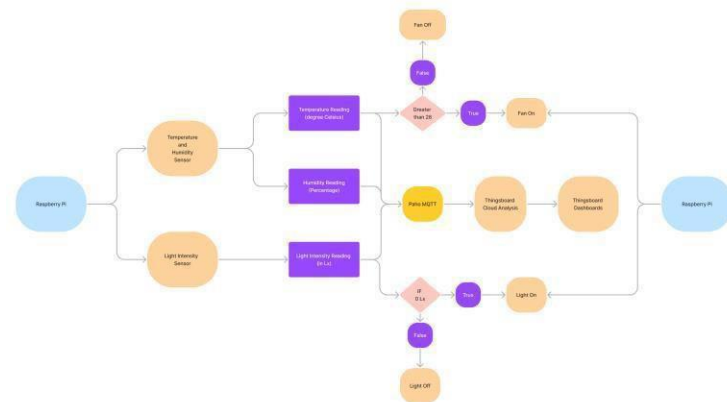 Fan Off
False
Temperature Reading
(degree Celsius)
Greater
than 26
True
Fan On
Temperature
and
Humidity
Sensor
Raspberry Pi
Humidity Reading
(Percentage)
Paho MQTT
Thingsboard
Cloud Analysis
Thingsboard
Dashboards
Raspberry Pi
Light Intensity
Sensor
Light Intensity Reading
(in Lx)
if
0 Lx
True
Light On
False
Light Off